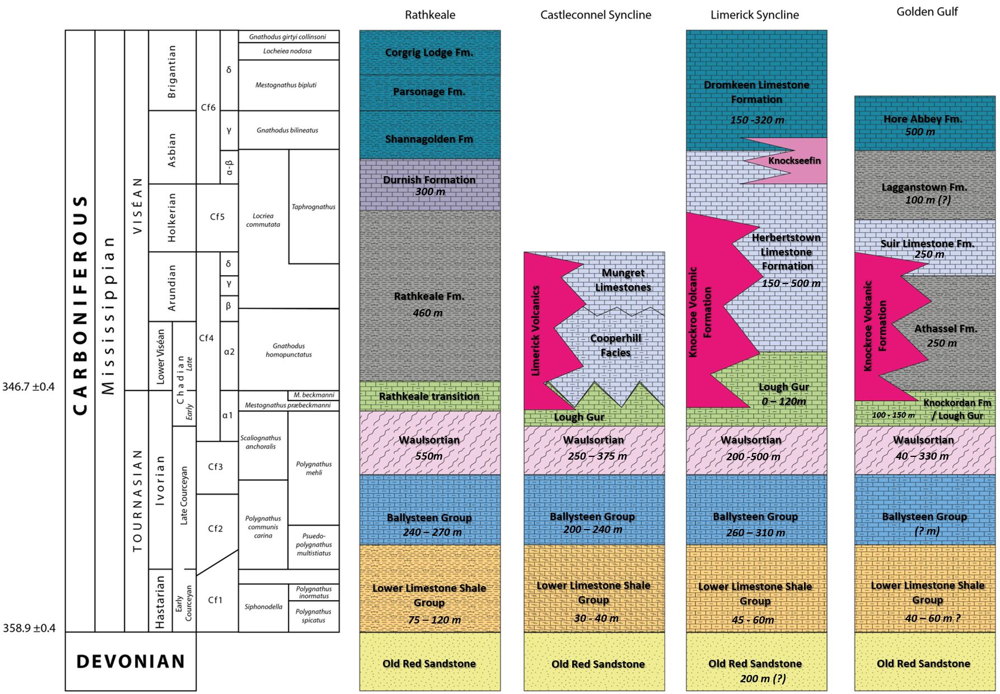 Rathkeale
Castleconnel Syncline
Limerick Syncline
Golden Gulf
346.7 ±0.4
358.9 ±0.4
CARBONIFEROUS
Mississippian
VISÉAN
TOURNASIAN
Brigantian
Asbian
Holkerian
Arundian
Lower Viséan
Chadian
Late
Early
Ivorian
Late Courceyan
Hastarian
Early
Courceyan
DEVONIAN
Cf6
Cf5
Cf4
Cf3
Cf2
Cf1
δ
γ
α-β
δ
γ
β
α2
α1
Gnathodus girtyi collinsoni
Locheiea nodosa
Mestognathus bipluti
Gnathodus bilineatus
Locriea
commutata
Taphrognathus
Gnathodus
homopunctatus
M. beckmanni
Mestognathus præbeckmanni
Scaliognathus
anchoralis
Polygnathus
mehli
Polygnathus
communis
carina
Psuedo-
polygnathus
multistiatus
Siphonodella
Polygnathus
inornatus
Polygnathus
spicatus
Corgrig Lodge Fm.
Parsonage Fm.
Shannagolden Fm
Durnish Formation
300 m
Rathkeale Fm.
460 m
Rathkeale transition
Waulsortian
550m
Ballysteen Group
240 – 270 m
Lower Limestone Shale
Group
75 – 120 m
Old Red Sandstone
Limerick Volcanics
Mungret
Limestones
Cooperhill
Facies
Lough Gur
Waulsortian
250 – 375 m
Ballysteen Group
200 – 240 m
Lower Limestone Shale
Group
30 - 40 m
Old Red Sandstone
Dromkeen Limestone
Formation
150 -320 m
Knockseefin
Knockroe Volcanic
Formation
Herbertstown
Limestone
Formation
150 – 500 m
Lough Gur
0 – 120m
Waulsortian
200 -500 m
Ballysteen Group
260 – 310 m
Lower Limestone Shale
Group
45 - 60m
Old Red Sandstone
200 m (?)
Hore Abbey Fm.
500 m
Lagganstown Fm.
100 m (?)
Suir Limestone Fm.
250 m
Knockroe Volcanic
Formation
Athassel Fm.
250 m
Knockordan Fm
100 - 150 m / Lough Gur
Waulsortian
40 – 330 m
Ballysteen Group
(? m)
Lower Limestone Shale
Group
40 – 60 m ?
Old Red Sandstone